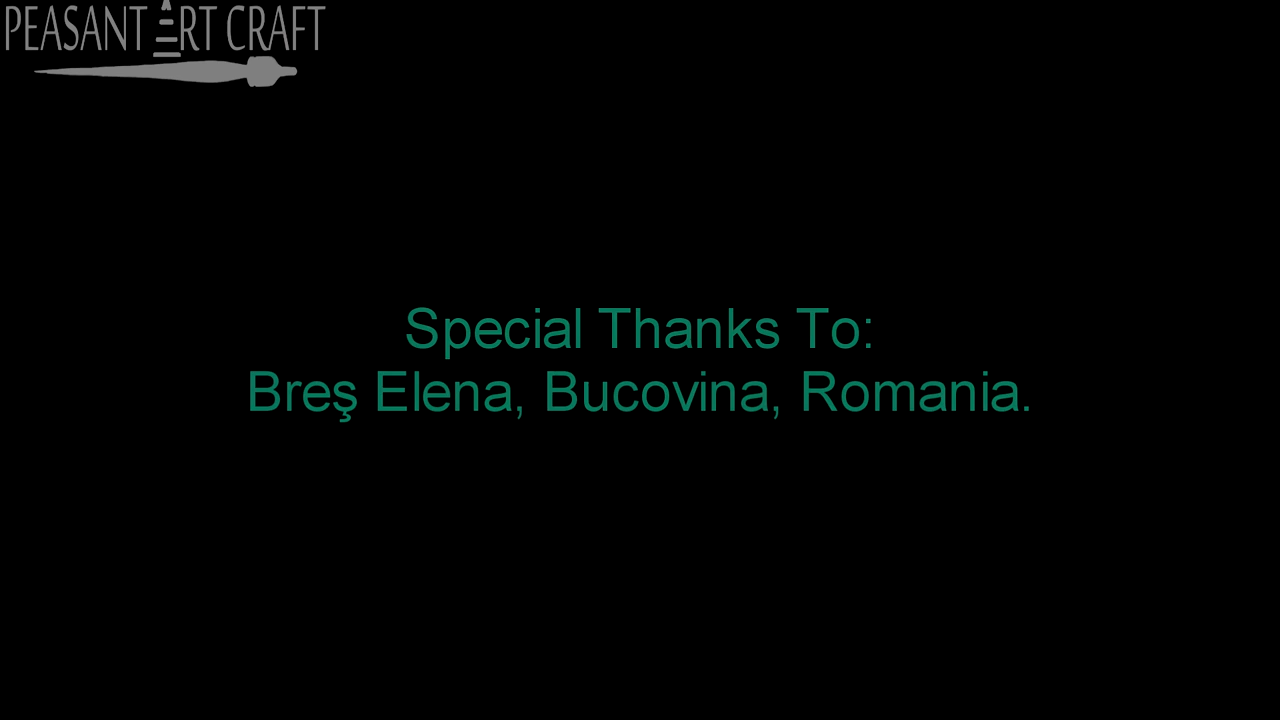 PEASANT ART CRAFT
Special Thanks To:
Breş Elena, Bucovina, Romania.